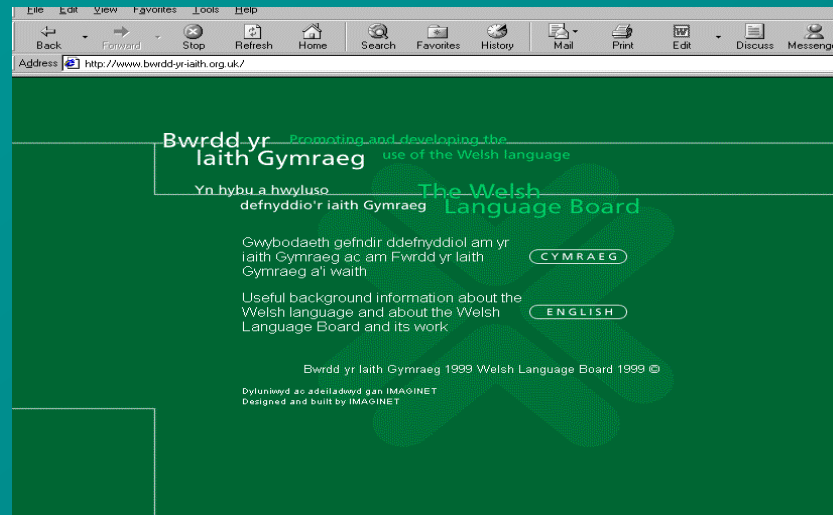 File Edit View Favorites Tools Help
Back Forward Stop Refresh Home Search Favorites History Mail Print Edit Discuss Messenge
Address http://www.bwrdd-yr-iaith.org.uk/
Bwrdd yr
Iaith Gymraeg
Promoting and developing the
use of the Welsh language
Yn hybu a hwyluso
defnyddio'r iaith Gymraeg
The Welsh
Language Board
Gwybodaeth gefndir ddefnyddiol am yr
iaith Gymraeg ac am Fwrdd yr Iaith
Gymraeg a'i waith
CYMRAEG
Useful background information about the
Welsh language and about the Welsh
Language Board and its work
ENGLISH
Bwrdd yr Iaith Gymraeg 1999 Welsh Language Board 1999 ©
Dyluniwyd ac adeiladwyd gan IMAGINET
Designed and built by IMAGINET